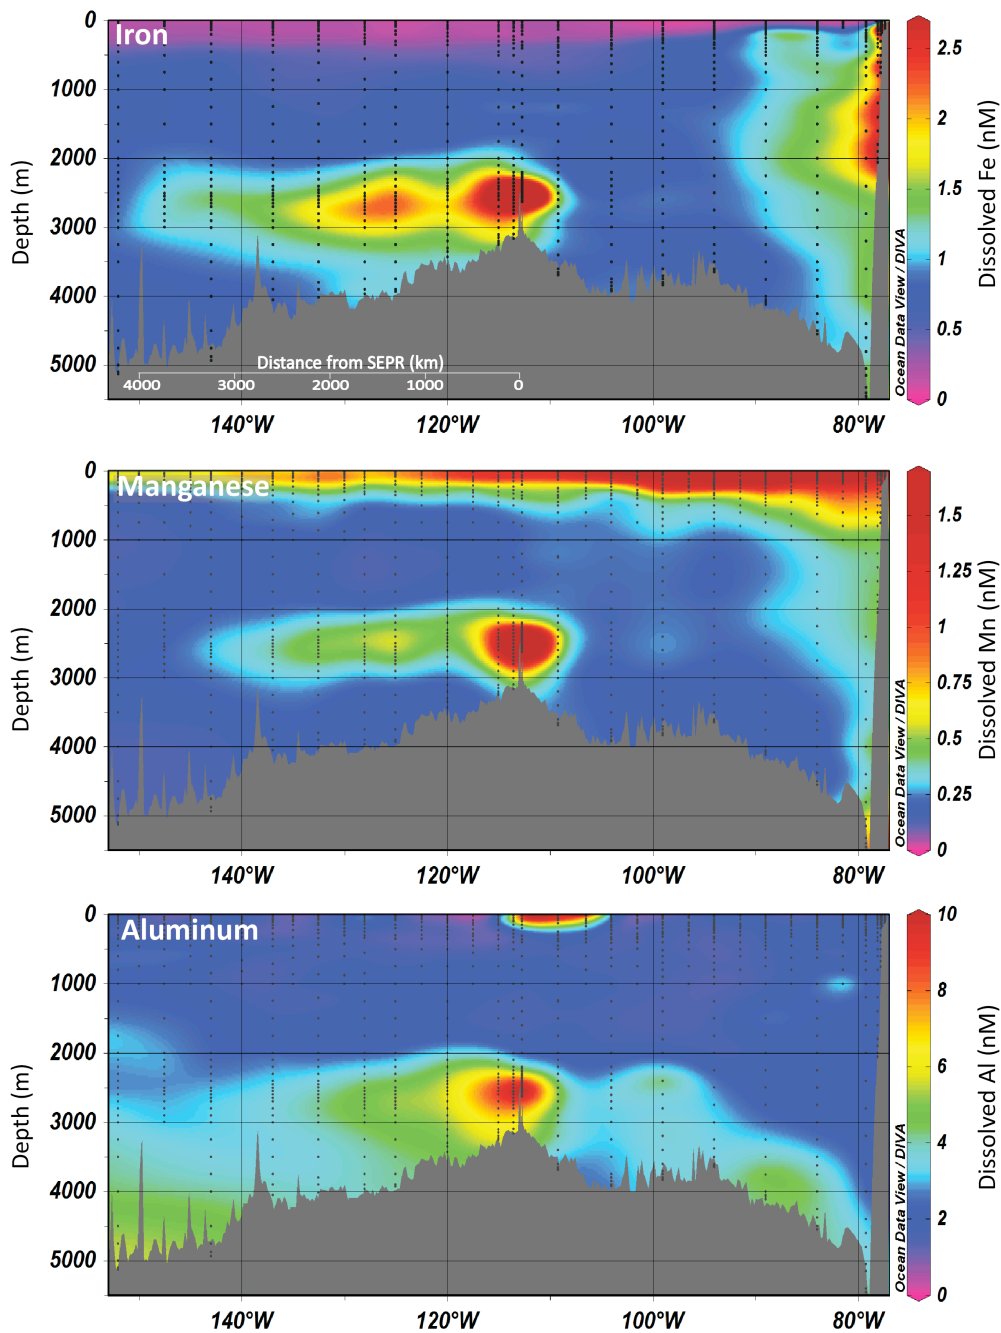 Iron
0
1000
2000
3000
4000
5000
Depth (m)
Distance from SEPR (km)
4000 3000 2000 1000 0
140°W 120°W 100°W 80°W
Ocean Data View / DIVA
2.5
2
1.5
1
0.5
0
Dissolved Fe (nM)
Manganese
0
1000
2000
3000
4000
5000
Depth (m)
140°W 120°W 100°W 80°W
Ocean Data View / DIVA
1.5
1.25
1
0.75
0.5
0.25
0
Dissolved Mn (nM)
Aluminum
0
1000
2000
3000
4000
5000
Depth (m)
140°W 120°W 100°W 80°W
Ocean Data View / DIVA
10
8
6
4
2
0
Dissolved Al (nM)